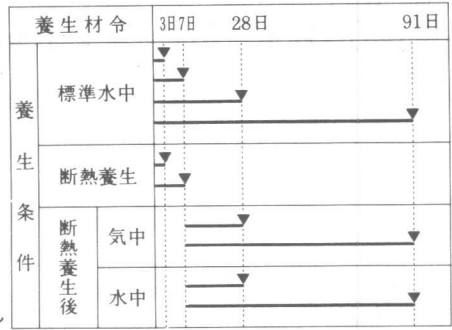 養生材令 3日 7日 28日 91日
養生条件
標準水中
断熱養生
断熱養生後
気中
水中